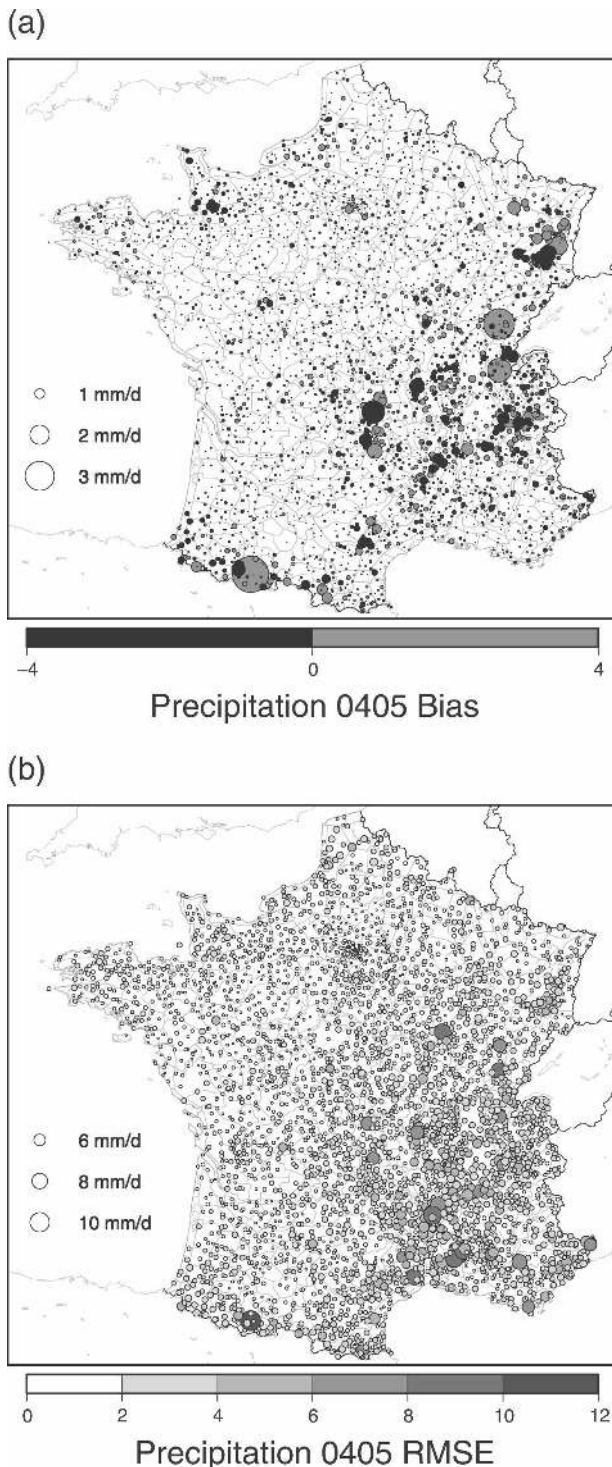 (a)
1 mm/d
2 mm/d
3 mm/d
−4 0 4
Precipitation 0405 Bias
(b)
6 mm/d
8 mm/d
10 mm/d
0 2 4 6 8 10 12
Precipitation 0405 RMSE